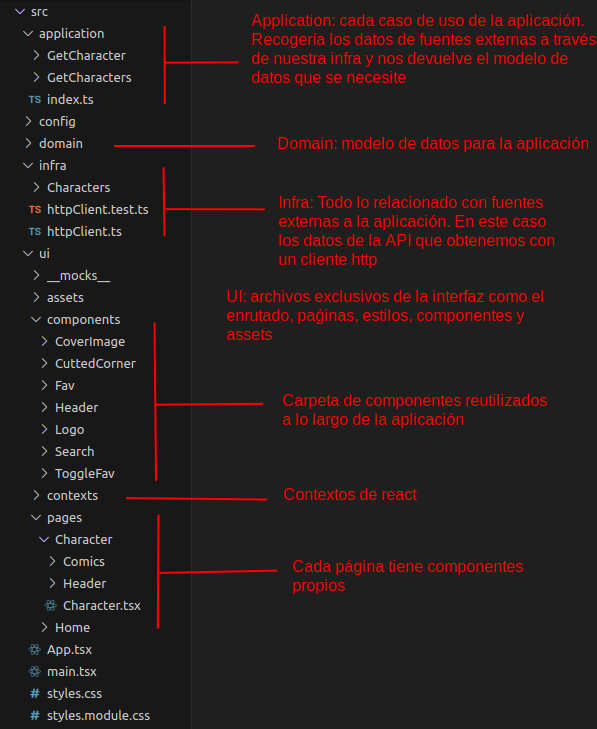 src
application
GetCharacter
GetCharacters
TS index.ts
config
domain
infra
Characters
TS httpClient.test.ts
TS httpClient.ts
ui
__mocks__
assets
components
CoverImage
CuttedCorner
Fav
Header
Logo
Search
ToggleFav
contexts
pages
Character
Comics
Header
Character.tsx
Home
App.tsx
main.tsx
# styles.css
# styles.module.css
Application: cada caso de uso de la aplicación.
Recogería los datos de fuentes externas a través
de nuestra infra y nos devuelve el modelo de
datos que se necesite
Domain: modelo de datos para la aplicación
Infra: Todo lo relacionado con fuentes
externas a la aplicación. En este caso
los datos de la API que obtenemos con
un cliente http
UI: archivos exclusivos de la interfaz como el
enrutado, paǵinas, estilos, componentes y
assets
Carpeta de componentes reutilizados
a lo largo de la aplicación
Contextos de react
Cada página tiene componentes
propios